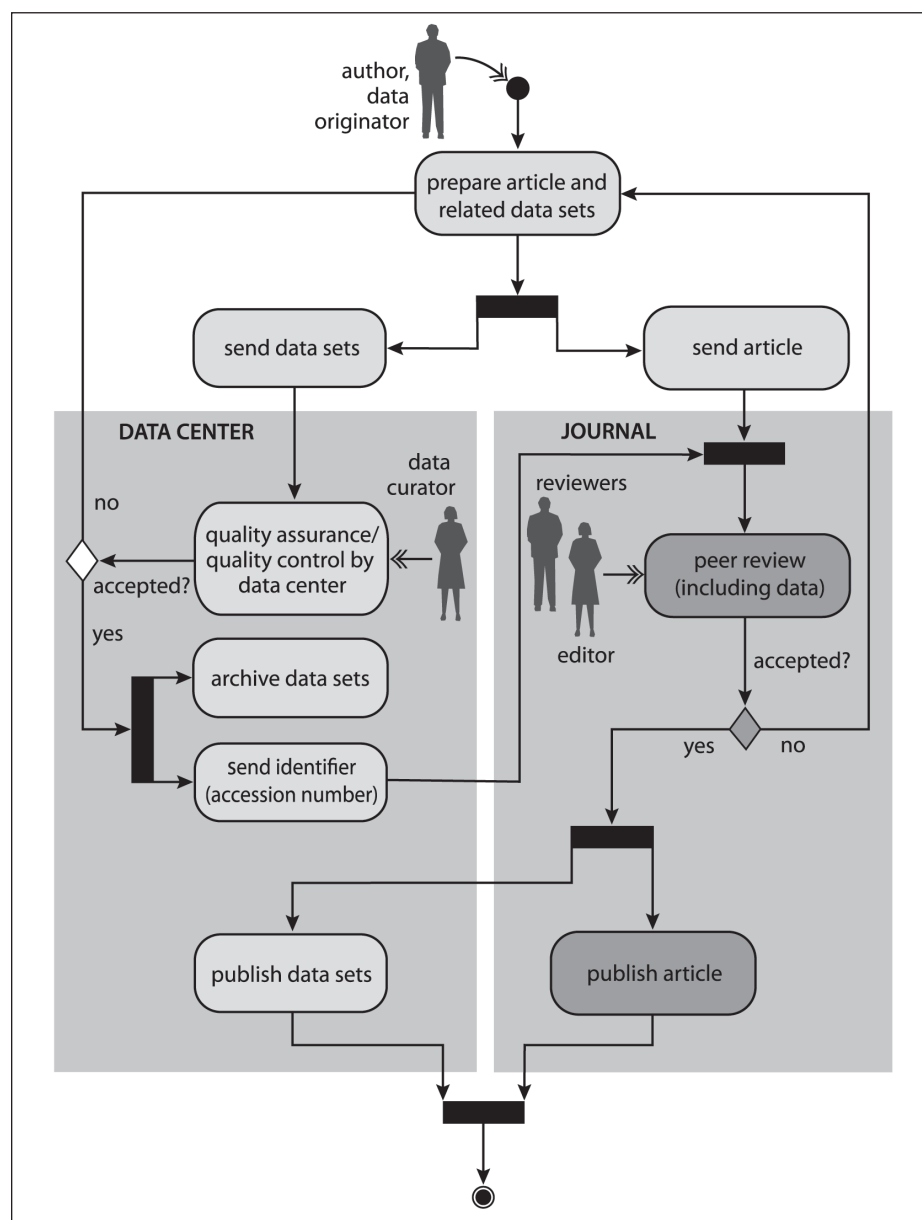 author,
data
originator
prepare article and
related data sets
send data sets
send article
DATA CENTER
JOURNAL
data
curator
reviewers
no
quality assurance/
quality control by
data center
accepted?
peer review
(including data)
yes
editor
accepted?
archive data sets
send identifier
(accession number)
yes
no
publish data sets
publish article